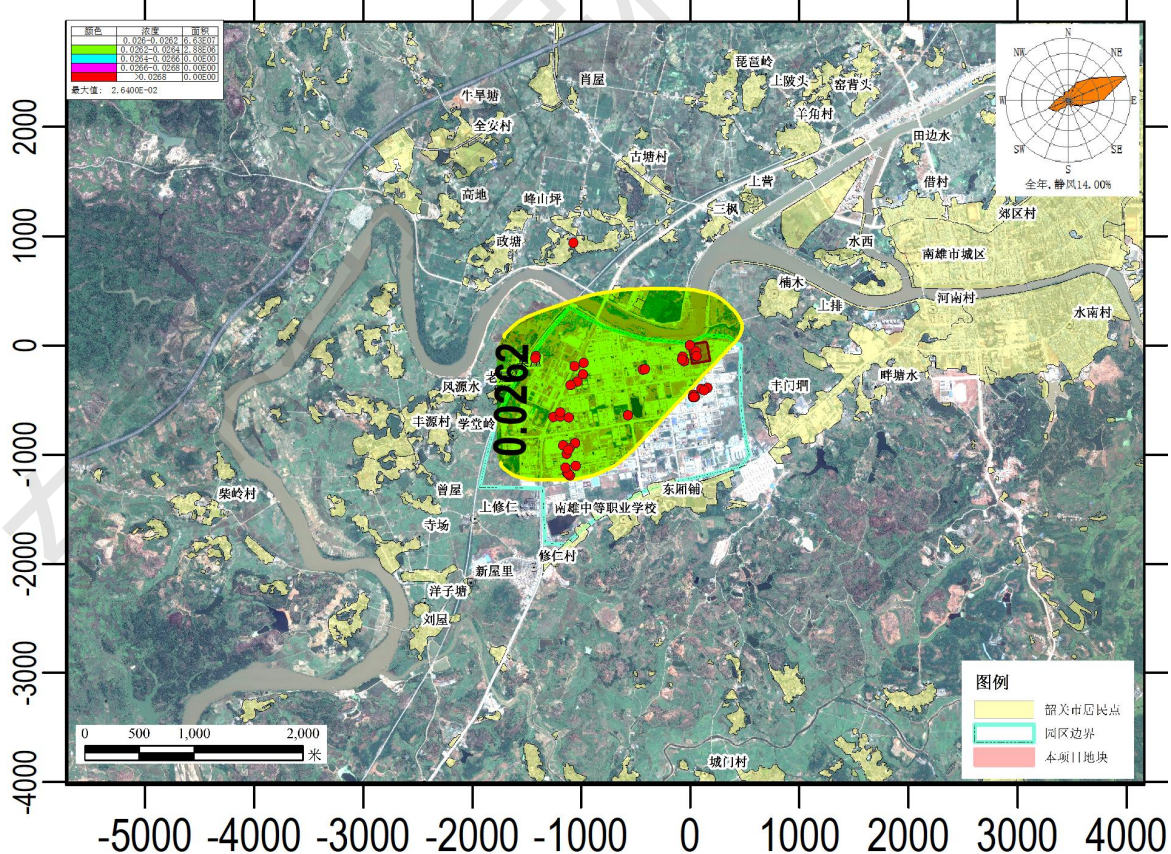 颜色 浓度 面积
0.026-0.0262 6.63E07
0.0262-0.0264 2.88E06
0.0264-0.0266 0.00E00
0.0266-0.0268 0.00E00
>0.0268 0.00E00
最大值: 2.6400E-02
N
NW NE
W E
SW SE
S
全年,静风14.00%
琵琶岭
肖屋
上陂头
窑背头
牛旱塘
羊角村
全安村
田边水
古塘村
上营
借村
高地
峰山坪
三枫
郊区村
政塘
水西
南雄市城区
楠木
上排
河南村
水南村
0.0262
老
风源水
丰门垇
畔塘水
丰源村
学堂岭
柴岭村
曾屋
东厢铺
上修仁
南雄中等职业学校
寺场
修仁村
新屋里
洋子塘
刘屋
城门村
图例
韶关市居民点
园区边界
本项目地块
0 500 1,000 2,000
米
2000
1000
0
-1000
-2000
-3000
-4000
-5000 -4000 -3000 -2000 -1000 0 1000 2000 3000 4000